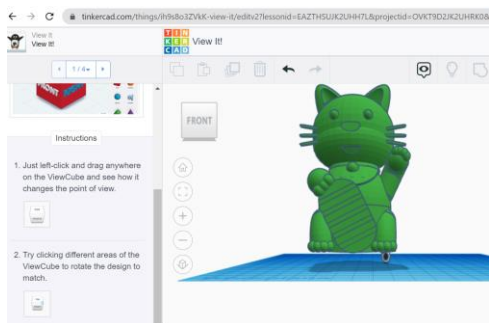 tinkercad.com/things/ih9s8o3ZVkK-view-it/editv2?lessonid=EAZTHSUJK2UHH7L&projectid=OVKT9D2JK2UHRK08&
View It
View It!
TIN
KER
CAD
View It!
1 / 4
FRONT
Instructions
1. Just left-click and drag anywhere
on the ViewCube and see how it
changes the point of view.
2. Try clicking different areas of the
ViewCube to rotate the design to
match.
FRONT